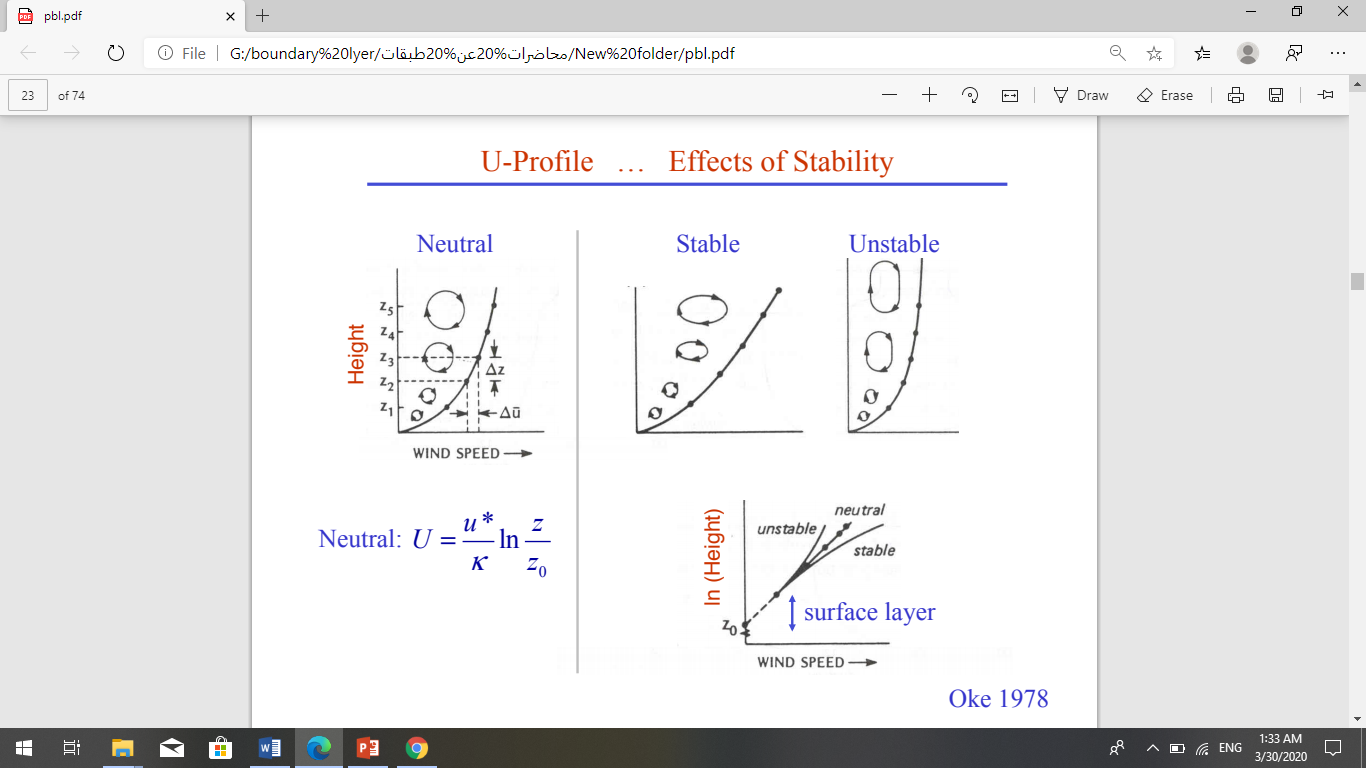 pbl.pdf
File
G:/boundary%20lyer/محاضرات%20عن%20طبقات/New%20folder/pbl.pdf
23 of 74
Draw
Erase
U-Profile … Effects of Stability
Neutral
Stable
Unstable
Height
z5
z4
z3
z2
z1
Δz
Δū
WIND SPEED
Neutral: U = u*/κ ln z/z0
ln (Height)
unstable
neutral
stable
surface layer
z0
WIND SPEED
Oke 1978
ENG
1:33 AM
3/30/2020